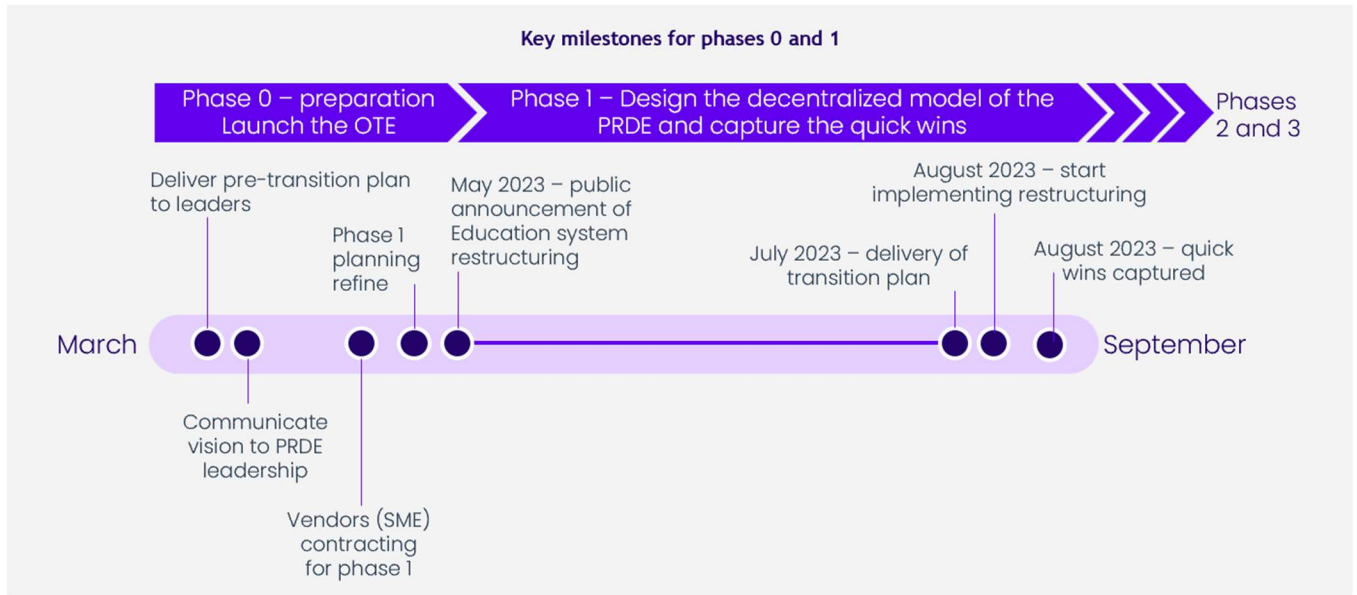 Key milestones for phases 0 and 1
Phase 0 – preparation
Launch the OTE
Phase 1 – Design the decentralized model of the
PRDE and capture the quick wins
Phases
2 and 3
Deliver pre-transition plan
to leaders
Phase 1
planning
refine
May 2023 – public
announcement of
Education system
restructuring
July 2023 – delivery of
transition plan
August 2023 – start
implementing restructuring
August 2023 – quick
wins captured
March
September
Communicate
vision to PRDE
leadership
Vendors (SME)
contracting
for phase 1